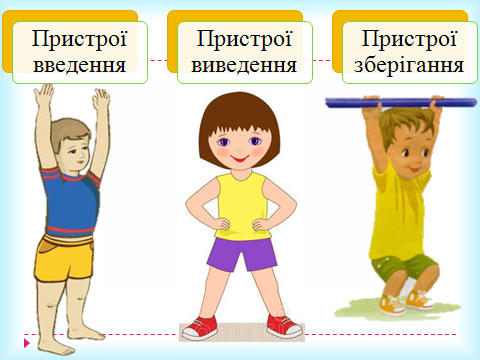 Пристрої
введення
Пристрої
виведення
Пристрої
зберігання